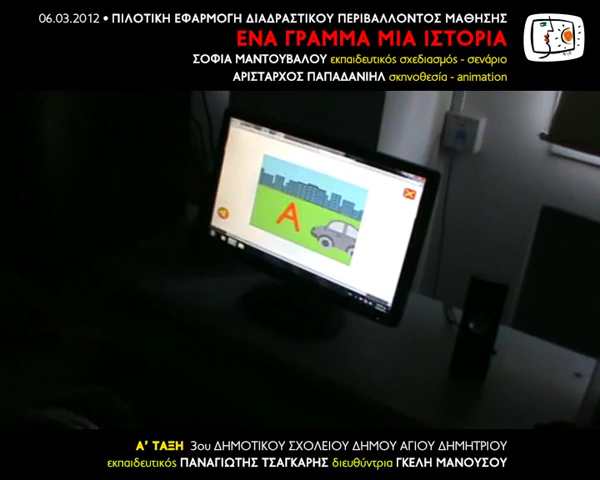 06.03.2012 • ΠΙΛΟΤΙΚΗ ΕΦΑΡΜΟΓΗ ΔΙΑΔΡΑΣΤΙΚΟΥ ΠΕΡΙΒΑΛΛΟΝΤΟΣ ΜΑΘΗΣΗΣ
ΕΝΑ ΓΡΑΜΜΑ ΜΙΑ ΙΣΤΟΡΙΑ
ΣΟΦΙΑ ΜΑΝΤΟΥΒΑΛΟΥ εκπαιδευτικός σχεδιασμός - σενάριο
ΑΡΙΣΤΑΡΧΟΣ ΠΑΠΑΔΑΝΙΗΛ σκηνοθεσία - animation
Α
Α' ΤΑΞΗ 3ου ΔΗΜΟΤΙΚΟΥ ΣΧΟΛΕΙΟΥ ΔΗΜΟΥ ΑΓΙΟΥ ΔΗΜΗΤΡΙΟΥ
εκπαιδευτικός ΠΑΝΑΓΙΩΤΗΣ ΤΣΑΓΚΑΡΗΣ διευθύντρια ΓΚΕΛΗ ΜΑΝΟΥΣΟΥ